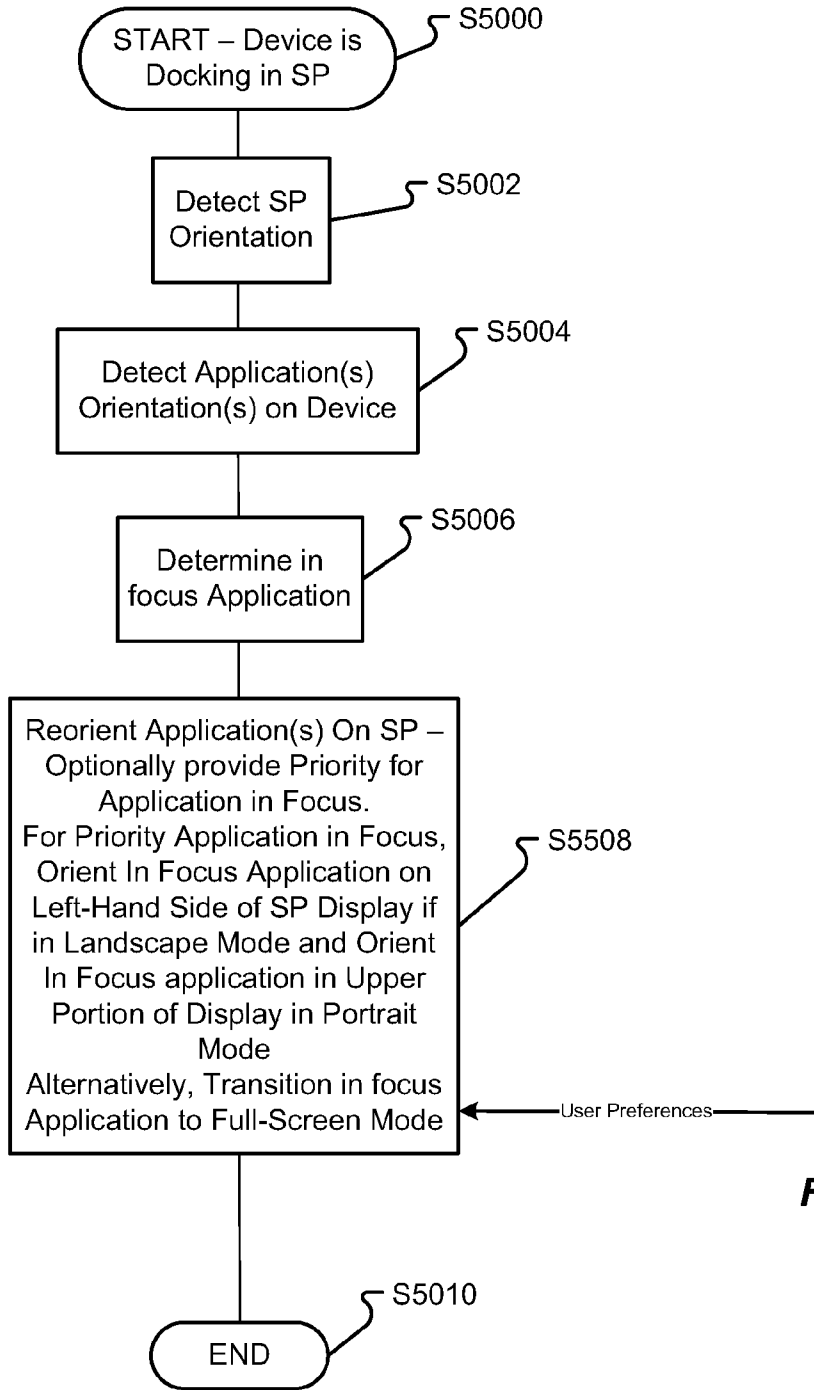 START – Device is
Docking in SP
S5000
Detect SP
Orientation
S5002
Detect Application(s)
Orientation(s) on Device
S5004
Determine in
focus Application
S5006
Reorient Application(s) On SP –
Optionally provide Priority for
Application in Focus.
For Priority Application in Focus,
Orient In Focus Application on
Left-Hand Side of SP Display if
in Landscape Mode and Orient
In Focus application in Upper
Portion of Display in Portrait
Mode
Alternatively, Transition in focus
Application to Full-Screen Mode
S5508
User Preferences
END
S5010